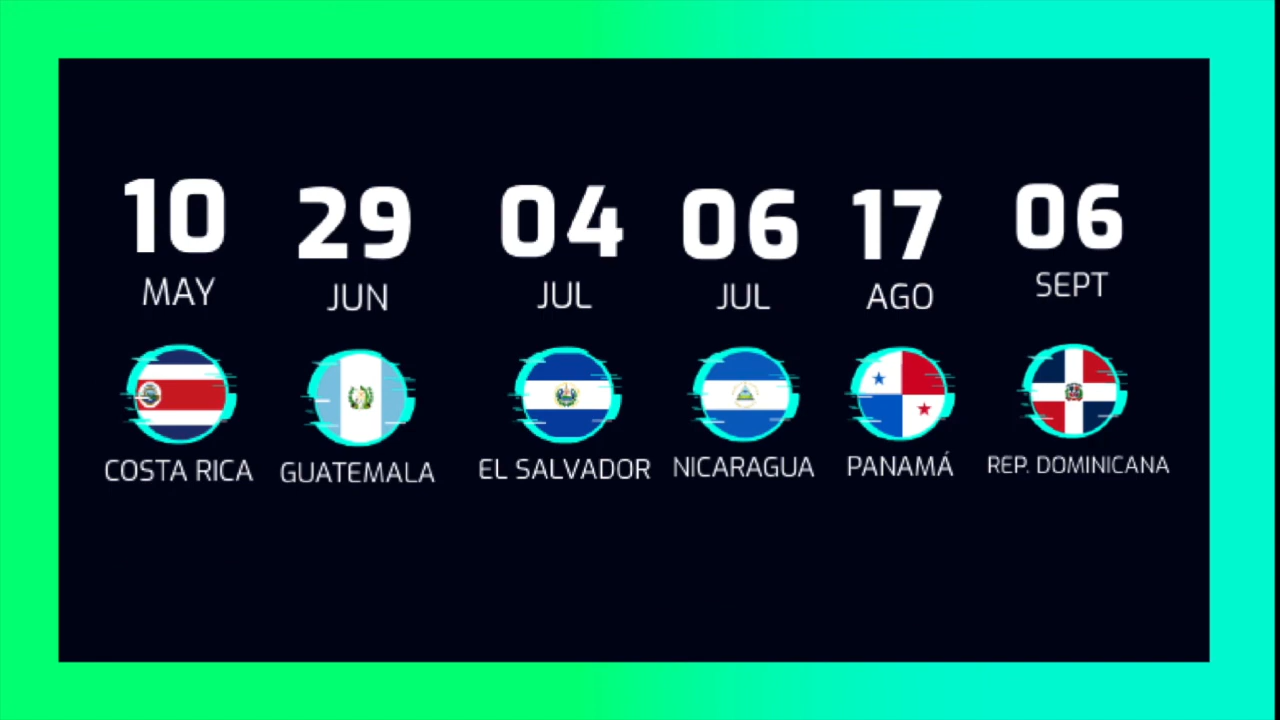 10 29 04 06 17 06
MAY JUN JUL JUL AGO SEPT
COSTA RICA GUATEMALA EL SALVADOR NICARAGUA PANAMÁ REP. DOMINICANA